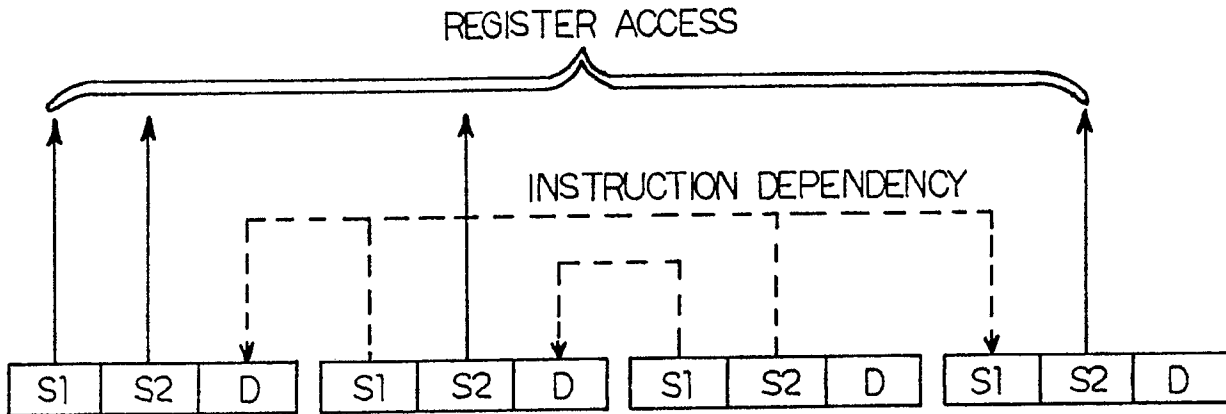 REGISTER ACCESS
INSTRUCTION DEPENDENCY
S1 S2 D S1 S2 D S1 S2 D S1 S2 D